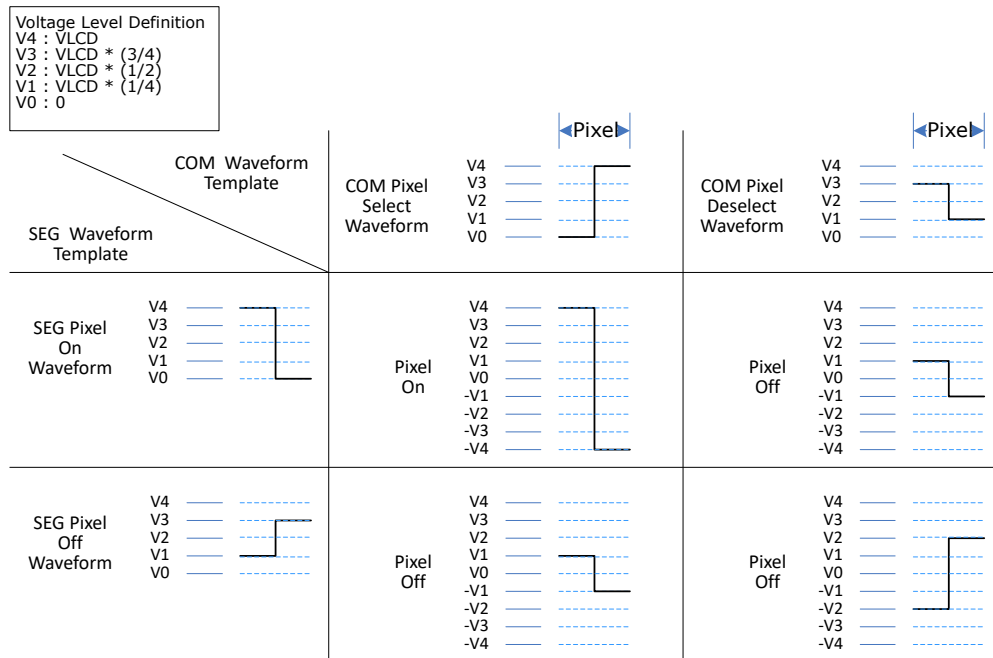 Voltage Level Definition
V4 : VLCD
V3 : VLCD * (3/4)
V2 : VLCD * (1/2)
V1 : VLCD * (1/4)
V0 : 0
Pixel
Pixel
COM Waveform
Template
SEG Waveform
Template
COM Pixel
Select
Waveform
V4
V3
V2
V1
V0
COM Pixel
Deselect
Waveform
V4
V3
V2
V1
V0
SEG Pixel
On
Waveform
V4
V3
V2
V1
V0
Pixel
On
V4
V3
V2
V1
V0
-V1
-V2
-V3
-V4
Pixel
Off
V4
V3
V2
V1
V0
-V1
-V2
-V3
-V4
SEG Pixel
Off
Waveform
V4
V3
V2
V1
V0
Pixel
Off
V4
V3
V2
V1
V0
-V1
-V2
-V3
-V4
Pixel
Off
V4
V3
V2
V1
V0
-V1
-V2
-V3
-V4